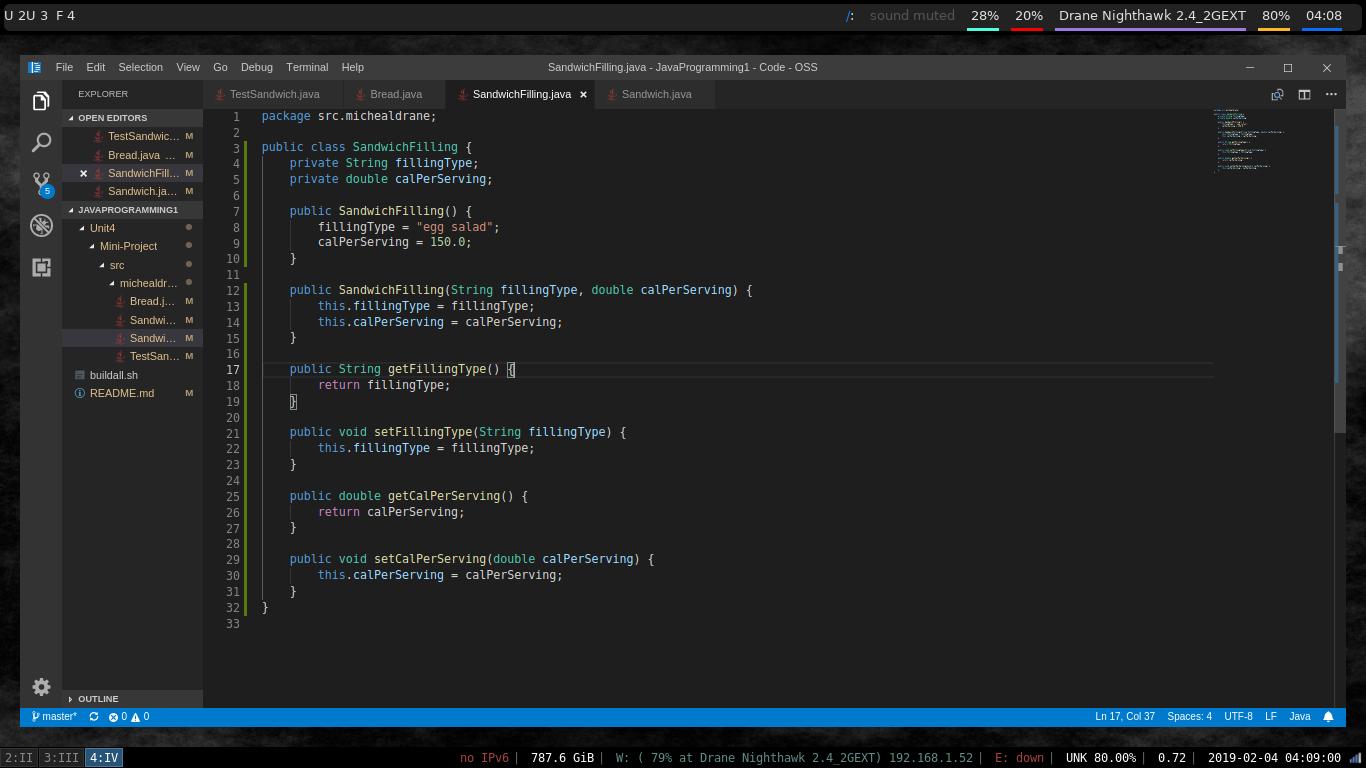 U 2U 3 F 4 /: sound muted 28% 20% Drane Nighthawk 2.4_2GEXT 80% 04:08
File Edit Selection View Go Debug Terminal Help SandwichFilling.java - JavaProgramming1 - Code - OSS
EXPLORER
OPEN EDITORS
TestSandwic... M
Bread.java ... M
SandwichFill... M
Sandwich.ja... M
JAVAPROGRAMMING1
Unit4
Mini-Project
src
michealdr...
Bread.j... M
Sandwi... M
Sandwi... M
TestSan... M
buildall.sh
README.md M
OUTLINE
5
TestSandwich.java Bread.java SandwichFilling.java Sandwich.java
1 package src.michealdrane;
2
3 public class SandwichFilling {
4 private String fillingType;
5 private double calPerServing;
6
7 public SandwichFilling() {
8 fillingType = "egg salad";
9 calPerServing = 150.0;
10 }
11
12 public SandwichFilling(String fillingType, double calPerServing) {
13 this.fillingType = fillingType;
14 this.calPerServing = calPerServing;
15 }
16
17 public String getFillingType() {
18 return fillingType;
19 }
20
21 public void setFillingType(String fillingType) {
22 this.fillingType = fillingType;
23 }
24
25 public double getCalPerServing() {
26 return calPerServing;
27 }
28
29 public void setCalPerServing(double calPerServing) {
30 this.calPerServing = calPerServing;
31 }
32 }
33
master* 0 0 Ln 17, Col 37 Spaces: 4 UTF-8 LF Java
2:II 3:III 4:IV no IPv6| 787.6 GiB| W: ( 79% at Drane Nighthawk 2.4_2GEXT) 192.168.1.52| E: down| UNK 80.00%| 0.72| 2019-02-04 04:09:00